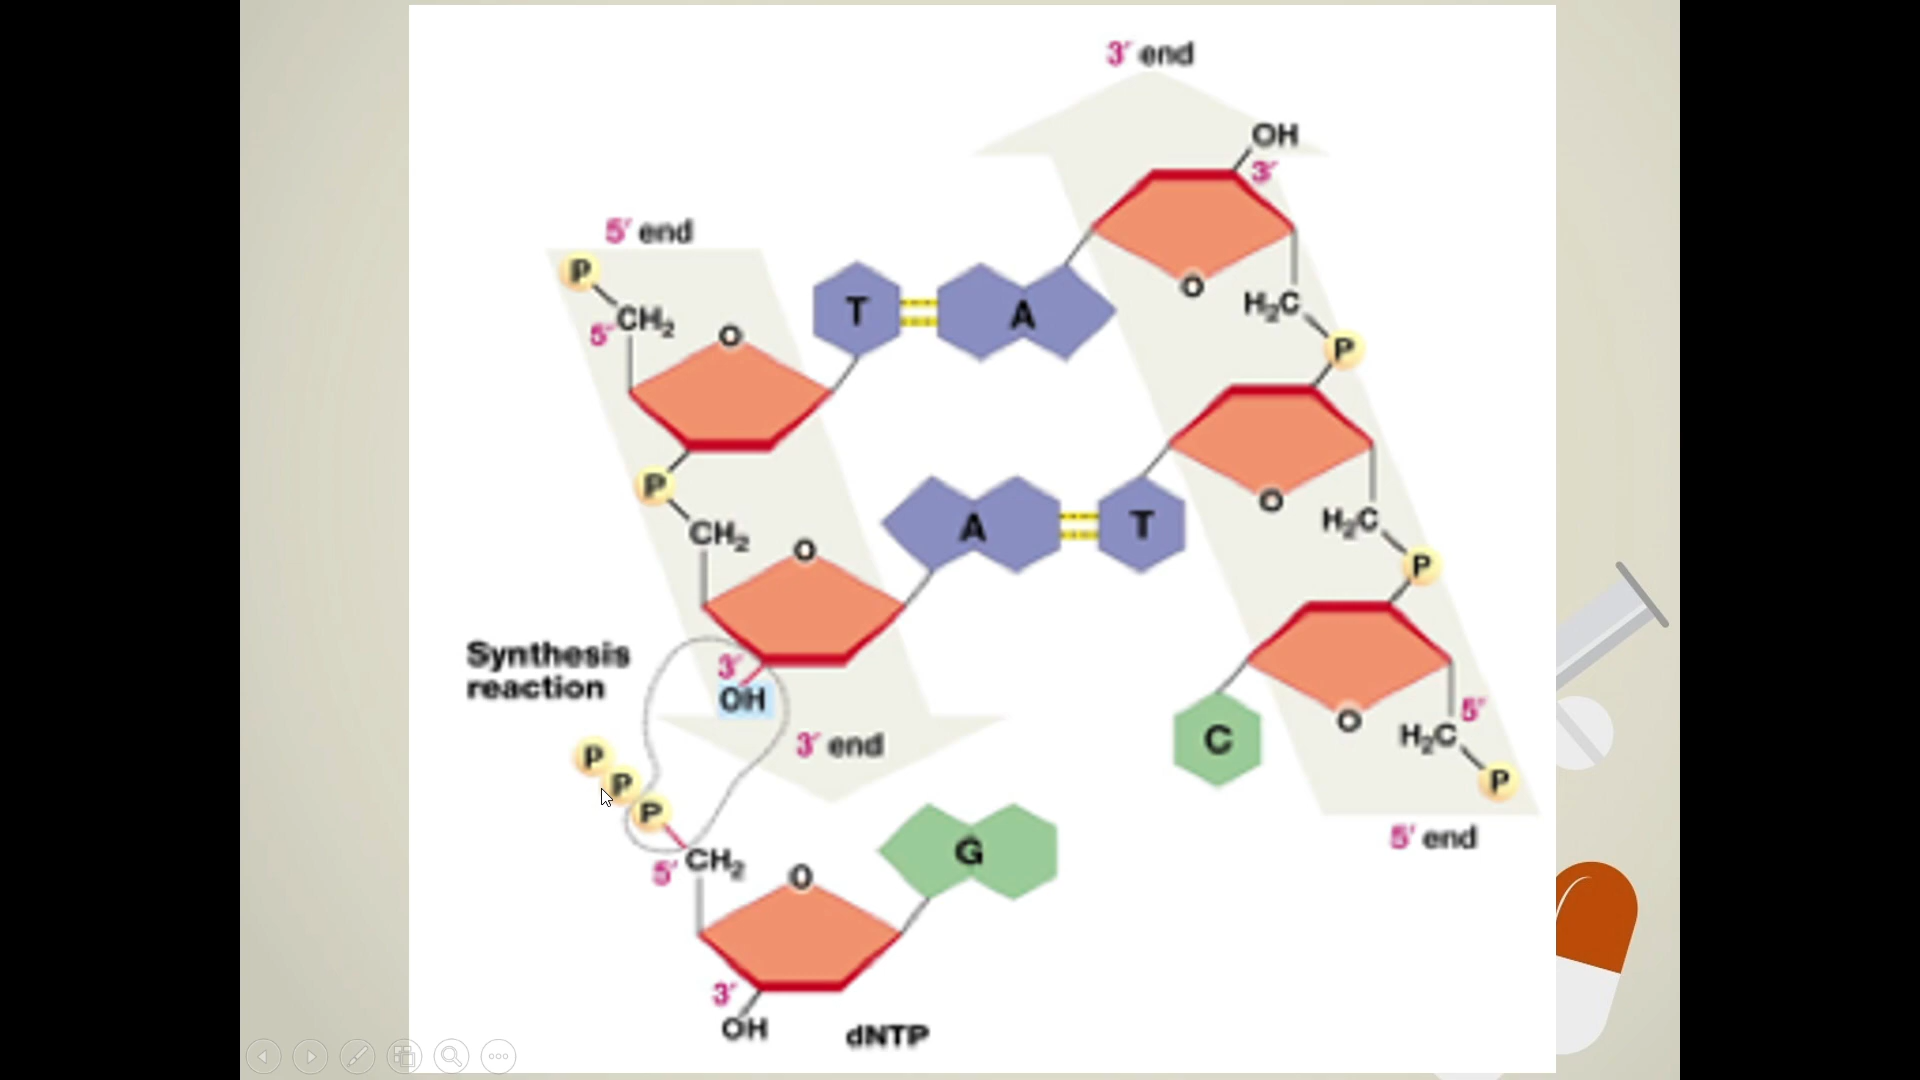 3′ end
OH
3′
5′ end
P
T
A
O
H₂C
5′
CH₂
O
P
P
CH₂
A
T
O
H₂C
O
P
Synthesis
reaction
3′
OH
3′ end
C
O
5′
H₂C
P
P
P
P
5′ end
5′
CH₂
G
O
3′
OH
dNTP